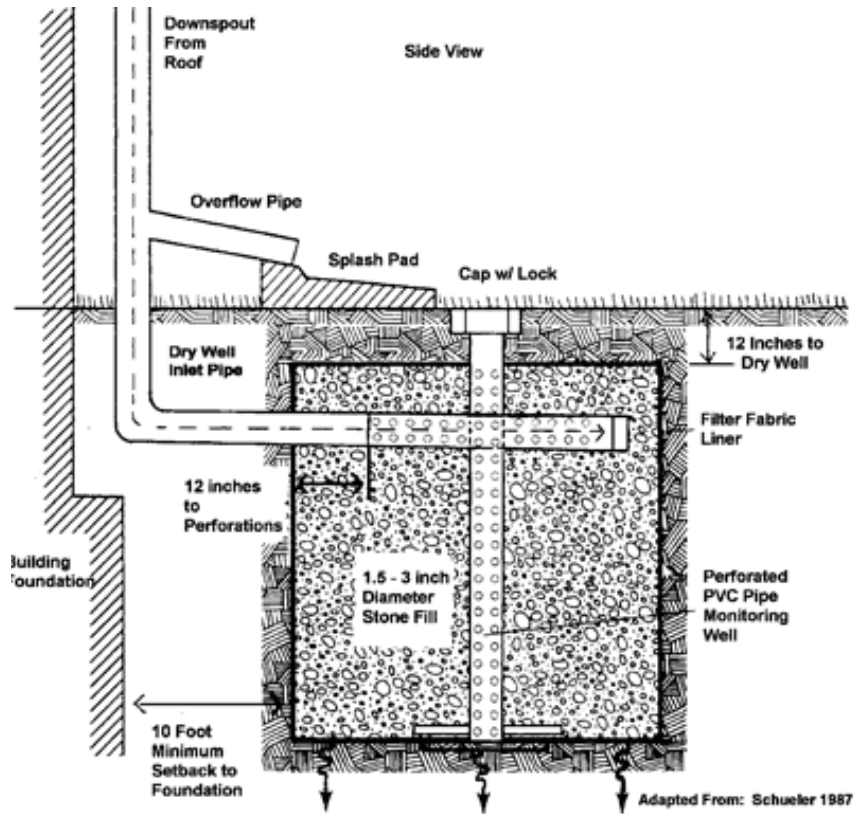 Downspout
From
Roof
Side View
Overflow Pipe
Splash Pad
Cap w/ Lock
Dry Well
Inlet Pipe
12 Inches to
Dry Well
Filter Fabric
Liner
12 inches
to
Perforations
Building
Foundation
1.5 - 3 inch
Diameter
Stone Fill
Perforated
PVC Pipe
Monitoring
Well
10 Foot
Minimum
Setback to
Foundation
Adapted From: Schueler 1987